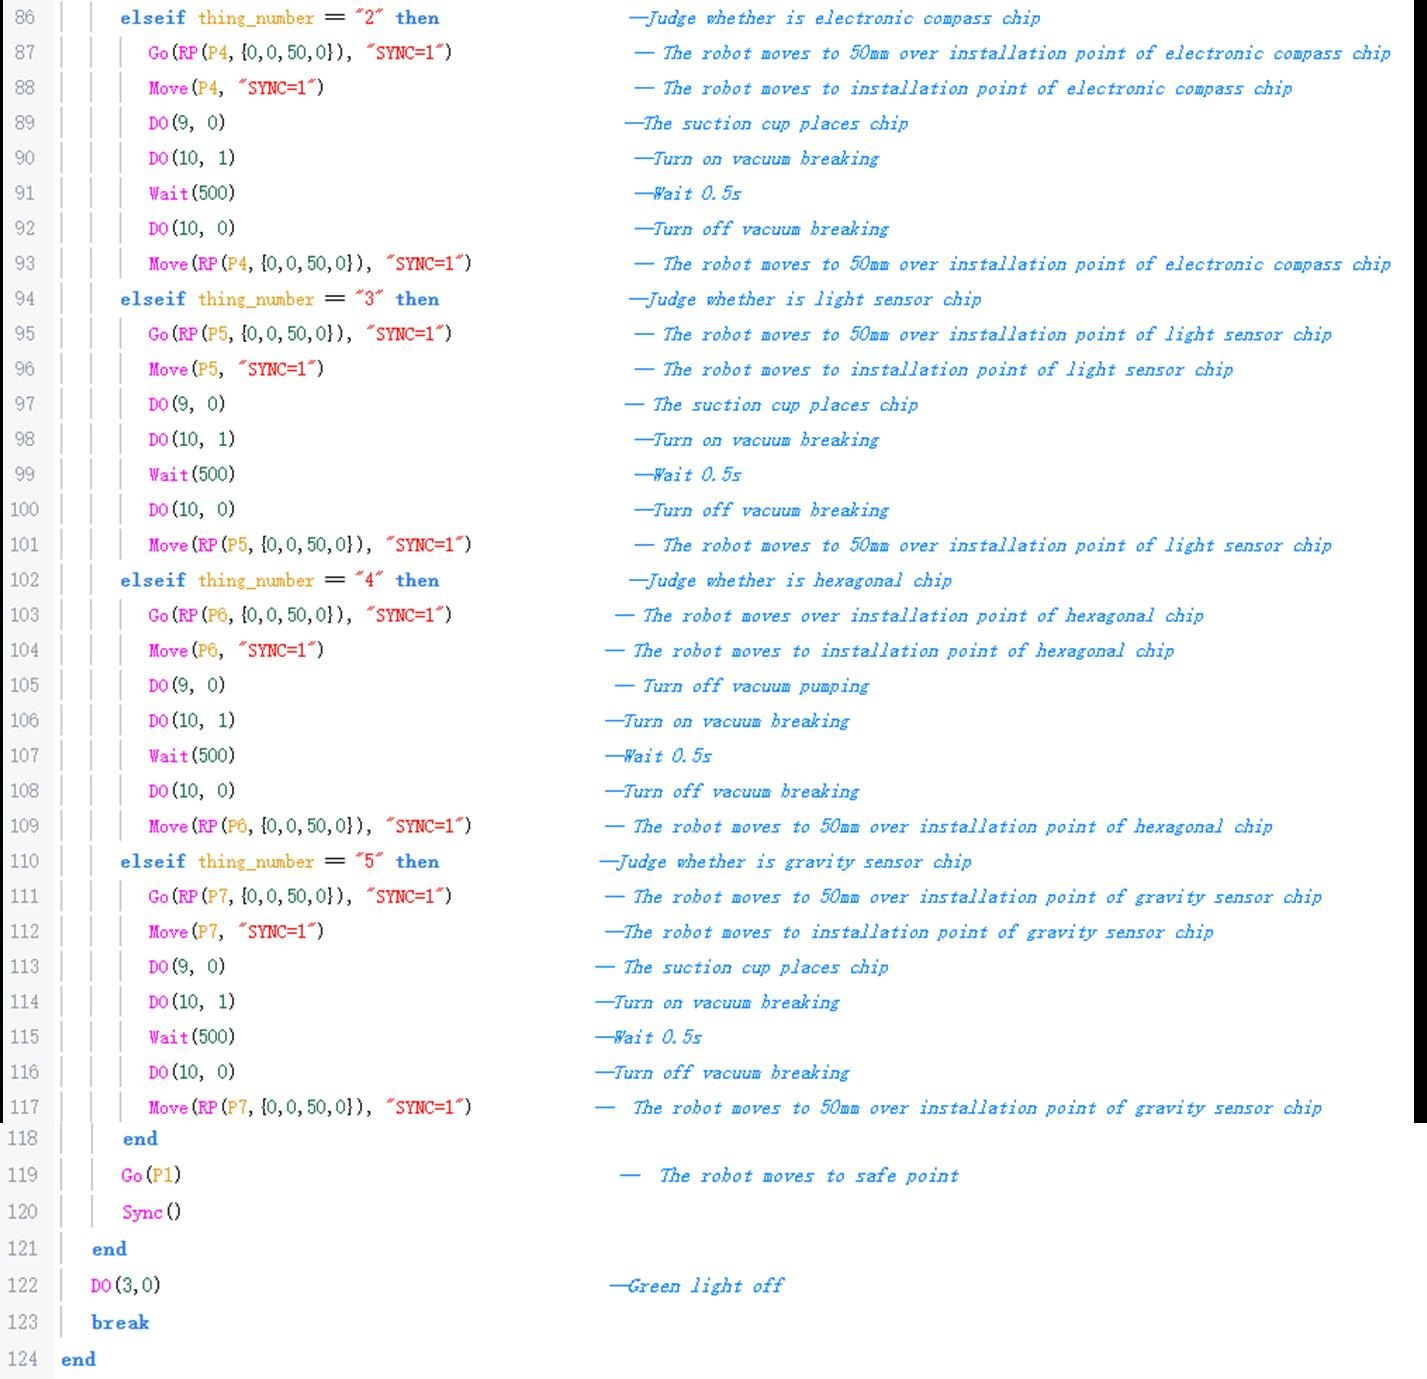 86 elseif thing_number == "2" then --Judge whether is electronic compass chip
87 Go(RP(P4,{0,0,50,0}), "SYNC=1") -- The robot moves to 50mm over installation point of electronic compass chip
88 Move(P4, "SYNC=1") -- The robot moves to installation point of electronic compass chip
89 DO(9, 0) --The suction cup places chip
90 DO(10, 1) --Turn on vacuum breaking
91 Wait(500) --Wait 0.5s
92 DO(10, 0) --Turn off vacuum breaking
93 Move(RP(P4,{0,0,50,0}), "SYNC=1") -- The robot moves to 50mm over installation point of electronic compass chip
94 elseif thing_number == "3" then --Judge whether is light sensor chip
95 Go(RP(P5,{0,0,50,0}), "SYNC=1") -- The robot moves to 50mm over installation point of light sensor chip
96 Move(P5, "SYNC=1") -- The robot moves to installation point of light sensor chip
97 DO(9, 0) -- The suction cup places chip
98 DO(10, 1) --Turn on vacuum breaking
99 Wait(500) --Wait 0.5s
100 DO(10, 0) --Turn off vacuum breaking
101 Move(RP(P5,{0,0,50,0}), "SYNC=1") -- The robot moves to 50mm over installation point of light sensor chip
102 elseif thing_number == "4" then --Judge whether is hexagonal chip
103 Go(RP(P6,{0,0,50,0}), "SYNC=1") -- The robot moves over installation point of hexagonal chip
104 Move(P6, "SYNC=1") -- The robot moves to installation point of hexagonal chip
105 DO(9, 0) -- Turn off vacuum pumping
106 DO(10, 1) --Turn on vacuum breaking
107 Wait(500) --Wait 0.5s
108 DO(10, 0) --Turn off vacuum breaking
109 Move(RP(P6,{0,0,50,0}), "SYNC=1") -- The robot moves to 50mm over installation point of hexagonal chip
110 elseif thing_number == "5" then --Judge whether is gravity sensor chip
111 Go(RP(P7,{0,0,50,0}), "SYNC=1") -- The robot moves to 50mm over installation point of gravity sensor chip
112 Move(P7, "SYNC=1") --The robot moves to installation point of gravity sensor chip
113 DO(9, 0) -- The suction cup places chip
114 DO(10, 1) --Turn on vacuum breaking
115 Wait(500) --Wait 0.5s
116 DO(10, 0) --Turn off vacuum breaking
117 Move(RP(P7,{0,0,50,0}), "SYNC=1") -- The robot moves to 50mm over installation point of gravity sensor chip
118 end
119 Go(P1) -- The robot moves to safe point
120 Sync()
121 end
122 DO(3,0) --Green light off
123 break
124 end